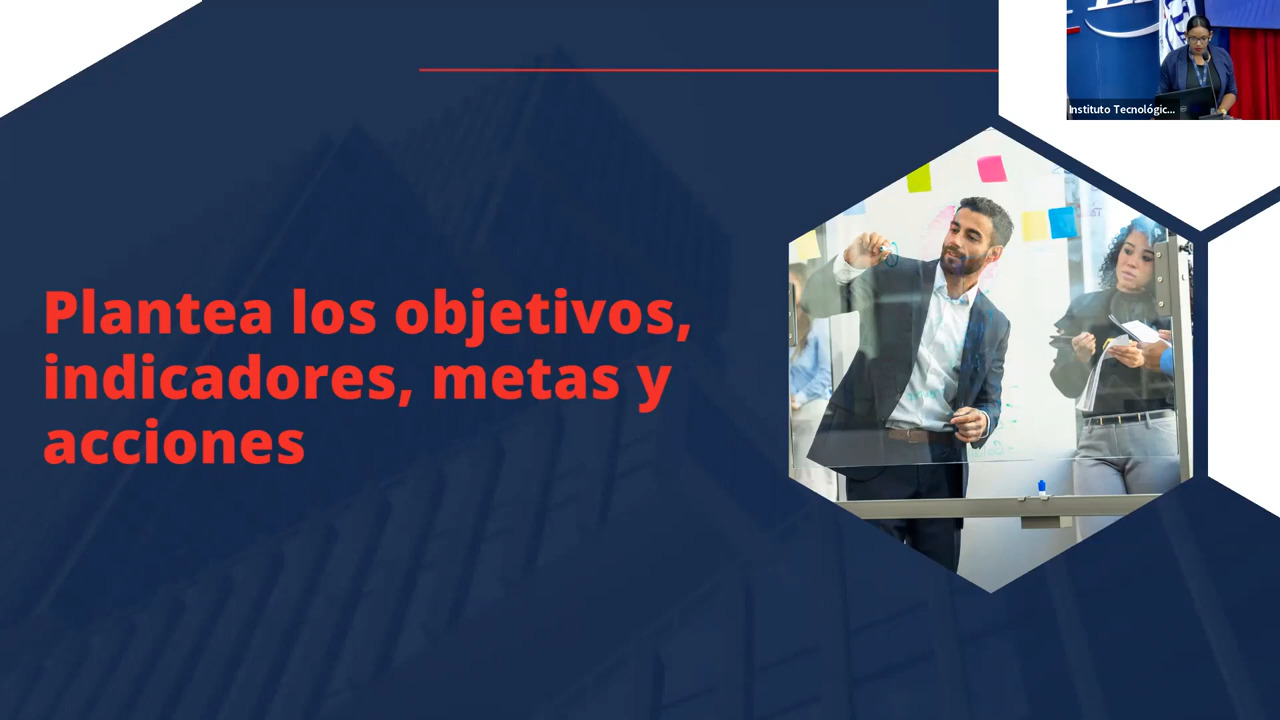 Plantea los objetivos,
indicadores, metas y
acciones
Instituto Tecnológic...